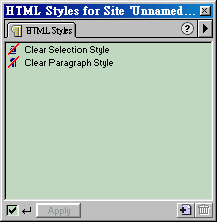 HTML Styles for Site 'Unnamed...
HTML Styles
Clear Selection Style
Clear Paragraph Style
Apply